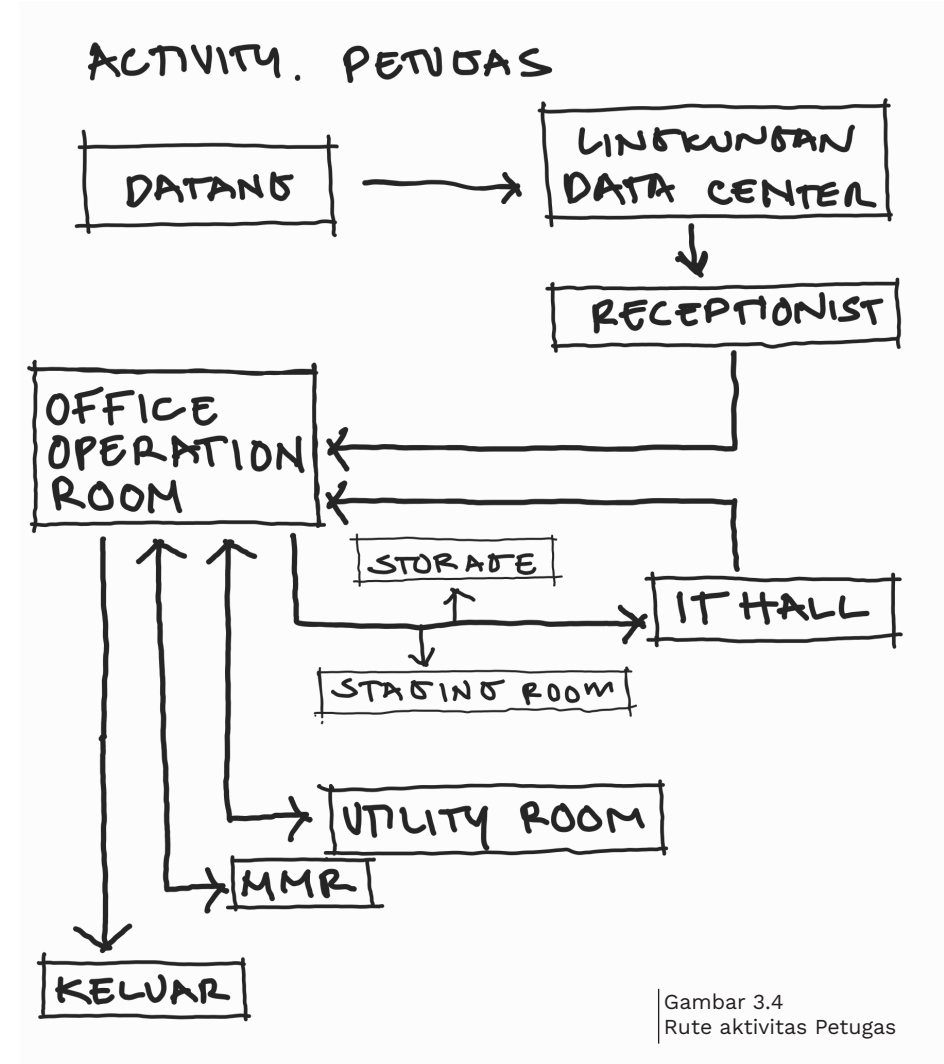 ACTIVITY. PETUGAS
DATANG
LINGKUNGAN
DATA CENTER
RECEPTIONIST
OFFICE
OPERATION
ROOM
STORAGE
IT HALL
STAGING ROOM
UTILITY ROOM
MMR
KELUAR
Gambar 3.4
Rute aktivitas Petugas